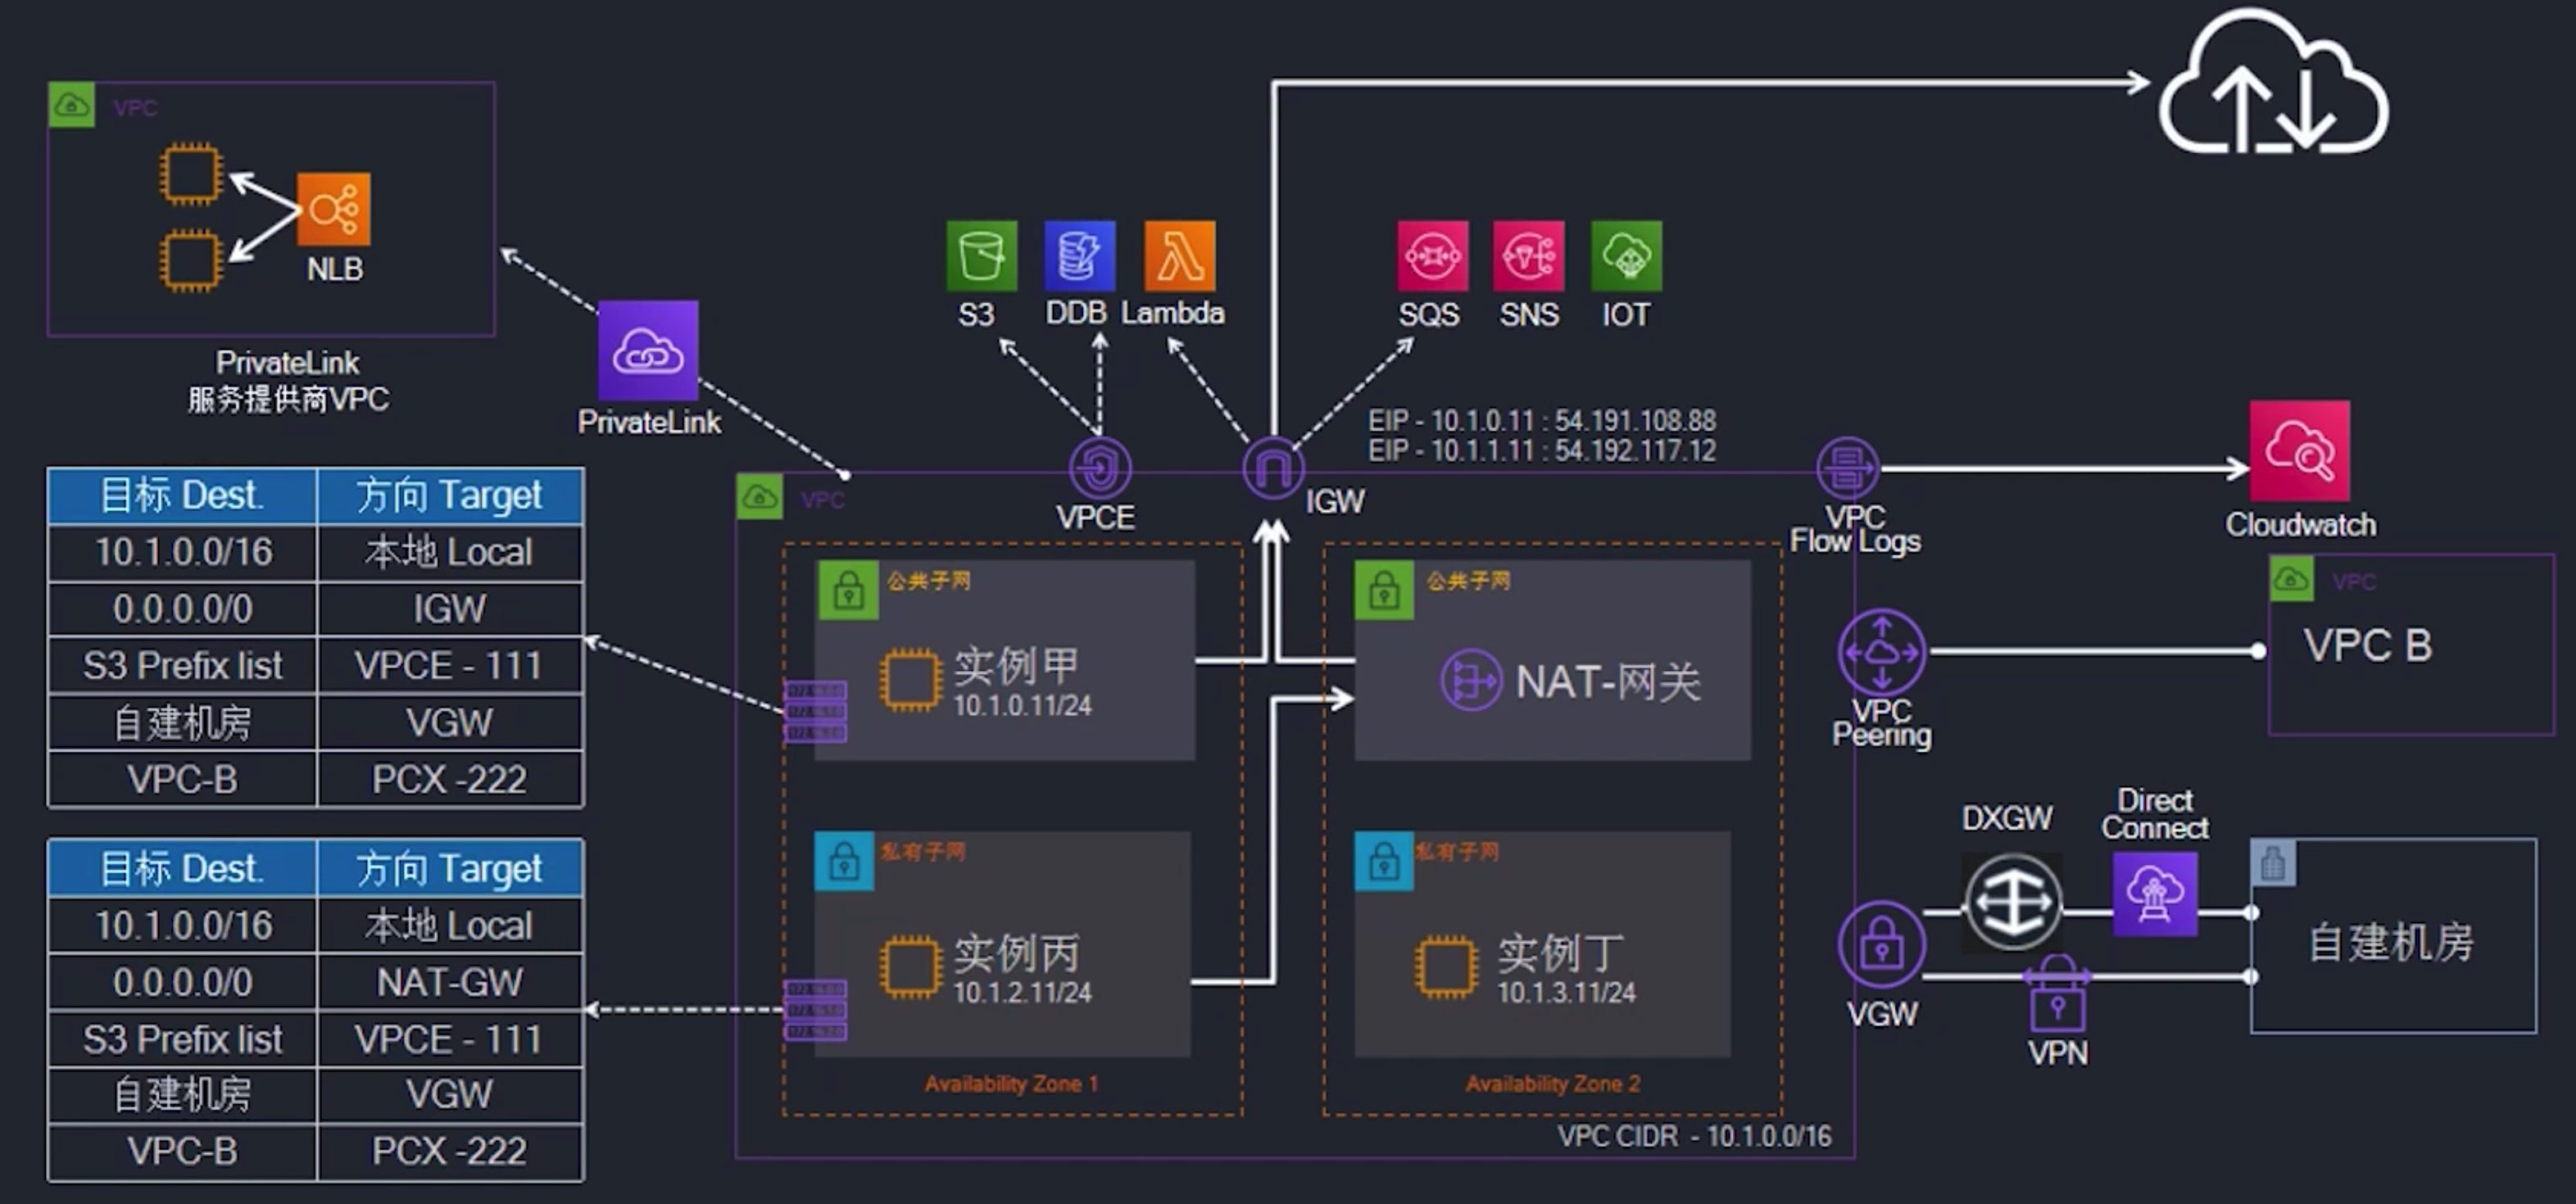 VPC
NLB
PrivateLink
服务提供商VPC
PrivateLink
S3
DDB
Lambda
SQS
SNS
IOT
EIP - 10.1.0.11 : 54.191.108.88
EIP - 10.1.1.11 : 54.192.117.12
VPC
VPCE
IGW
VPC
Flow Logs
Cloudwatch
目标 Dest. 方向 Target
10.1.0.0/16 本地 Local
0.0.0.0/0 IGW
S3 Prefix list VPCE - 111
自建机房 VGW
VPC-B PCX -222
目标 Dest. 方向 Target
10.1.0.0/16 本地 Local
0.0.0.0/0 NAT-GW
S3 Prefix list VPCE - 111
自建机房 VGW
VPC-B PCX -222
公共子网
实例甲
10.1.0.11/24
公共子网
NAT-网关
私有子网
实例丙
10.1.2.11/24
Availability Zone 1
私有子网
实例丁
10.1.3.11/24
Availability Zone 2
VPC CIDR - 10.1.0.0/16
VPC
Peering
VPC
VPC B
DXGW
Direct
Connect
VGW
VPN
自建机房